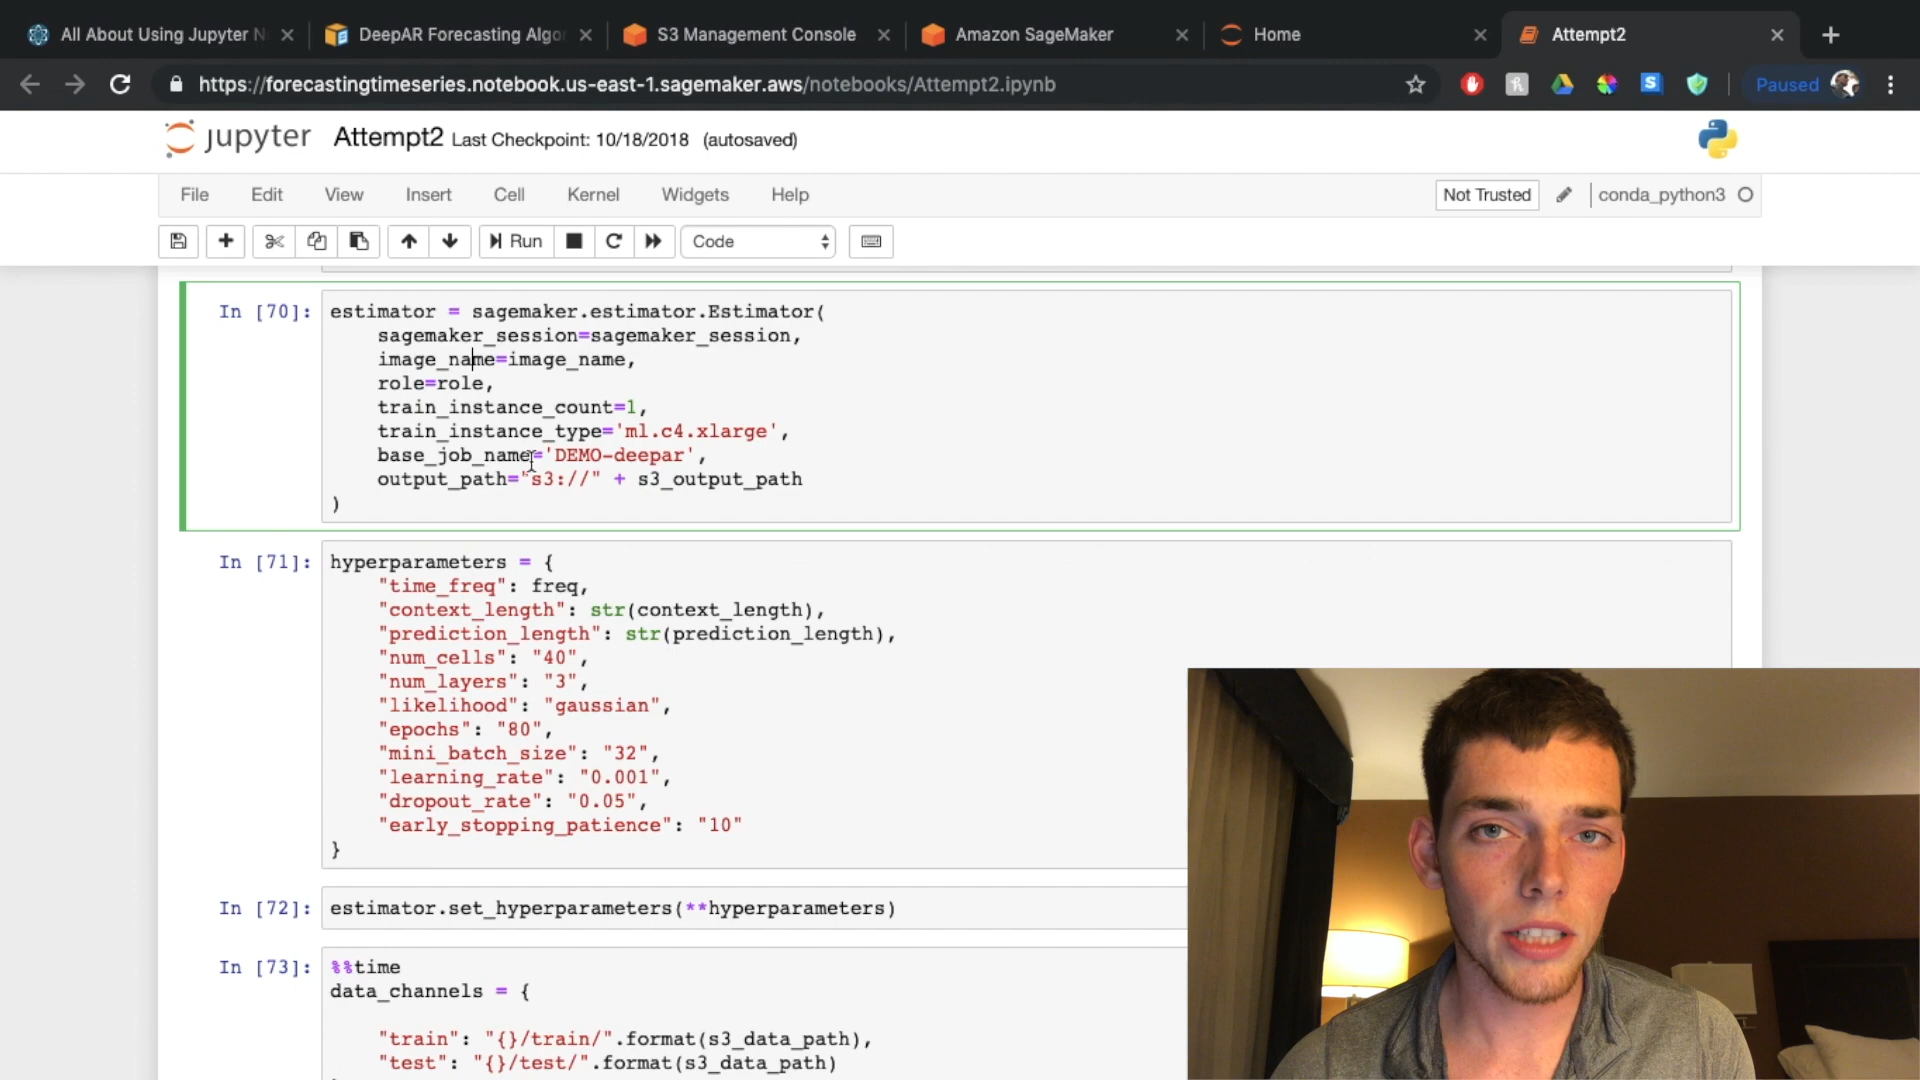 All About Using Jupyter N
DeepAR Forecasting Algo
S3 Management Console
Amazon SageMaker
Home
Attempt2
https://forecastingtimeseries.notebook.us-east-1.sagemaker.aws/notebooks/Attempt2.ipynb
Paused
jupyter Attempt2 Last Checkpoint: 10/18/2018 (autosaved)
File Edit View Insert Cell Kernel Widgets Help
Not Trusted
conda_python3
Run
Code
In [70]:
estimator = sagemaker.estimator.Estimator(
sagemaker_session=sagemaker_session,
image_name=image_name,
role=role,
train_instance_count=1,
train_instance_type='ml.c4.xlarge',
base_job_name='DEMO-deepar',
output_path="s3://" + s3_output_path
)
In [71]:
hyperparameters = {
"time_freq": freq,
"context_length": str(context_length),
"prediction_length": str(prediction_length),
"num_cells": "40",
"num_layers": "3",
"likelihood": "gaussian",
"epochs": "80",
"mini_batch_size": "32",
"learning_rate": "0.001",
"dropout_rate": "0.05",
"early_stopping_patience": "10"
}
In [72]:
estimator.set_hyperparameters(**hyperparameters)
In [73]:
%%time
data_channels = {
"train": "{}/train/".format(s3_data_path),
"test": "{}/test/".format(s3_data_path)